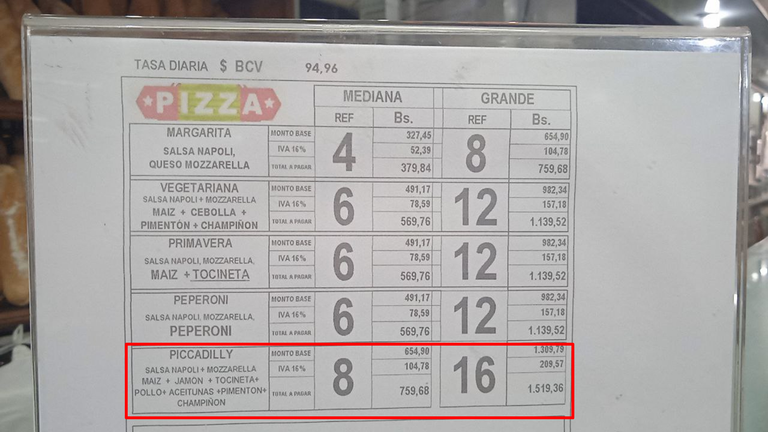 TASA DIARIA $ BCV 94,96
PIZZA MEDIANA GRANDE
REF Bs. REF Bs.
MARGARITA
SALSA NAPOLI,
QUESO MOZZARELLA
MONTO BASE 327,45 654,90
IVA 16% 52,39 104,78
TOTAL A PAGAR 379,84 759,68
4 8
VEGETARIANA
SALSA NAPOLI + MOZZARELLA
MAIZ + CEBOLLA +
PIMENTÓN + CHAMPIÑON
MONTO BASE 491,17 982,34
IVA 16% 78,59 157,18
TOTAL A PAGAR 569,76 1.139,52
6 12
PRIMAVERA
SALSA NAPOLI, MOZZARELLA,
MAIZ + TOCINETA
MONTO BASE 491,17 982,34
IVA 16% 78,59 157,18
TOTAL A PAGAR 569,76 1.139,52
6 12
PEPERONI
SALSA NAPOLI, MOZZARELLA,
PEPERONI
MONTO BASE 491,17 982,34
IVA 16% 78,59 157,18
TOTAL A PAGAR 569,76 1.139,52
6 12
PICCADILLY
SALSA NAPOLI + MOZZARELLA
MAIZ + JAMÓN + TOCINETA+
POLLO+ ACEITUNAS +PIMENTON+
CHAMPIÑON
MONTO BASE 654,90 1.309,79
IVA 16% 104,78 209,57
TOTAL A PAGAR 759,68 1.519,36
8 16